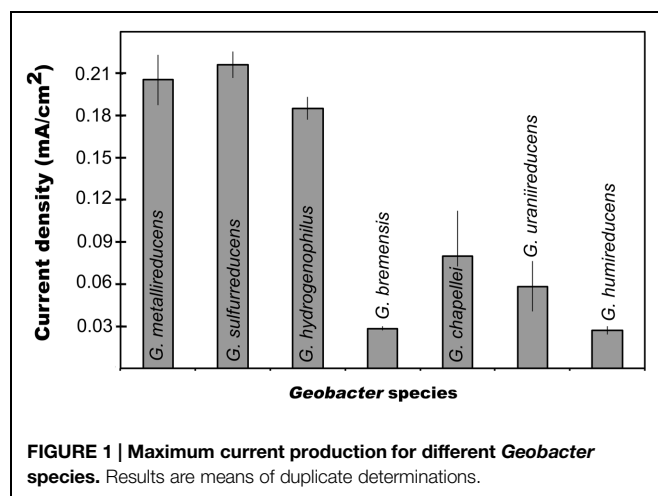 Current density (mA/cm2)
0.21
0.18
0.15
0.12
0.09
0.06
0.03
G. metallireducens
G. sulfurreducens
G. hydrogenophilus
G. bremensis
G. chapellei
G. uraniireducens
G. humireducens
Geobacter species
FIGURE 1 | Maximum current production for different Geobacter
species. Results are means of duplicate determinations.